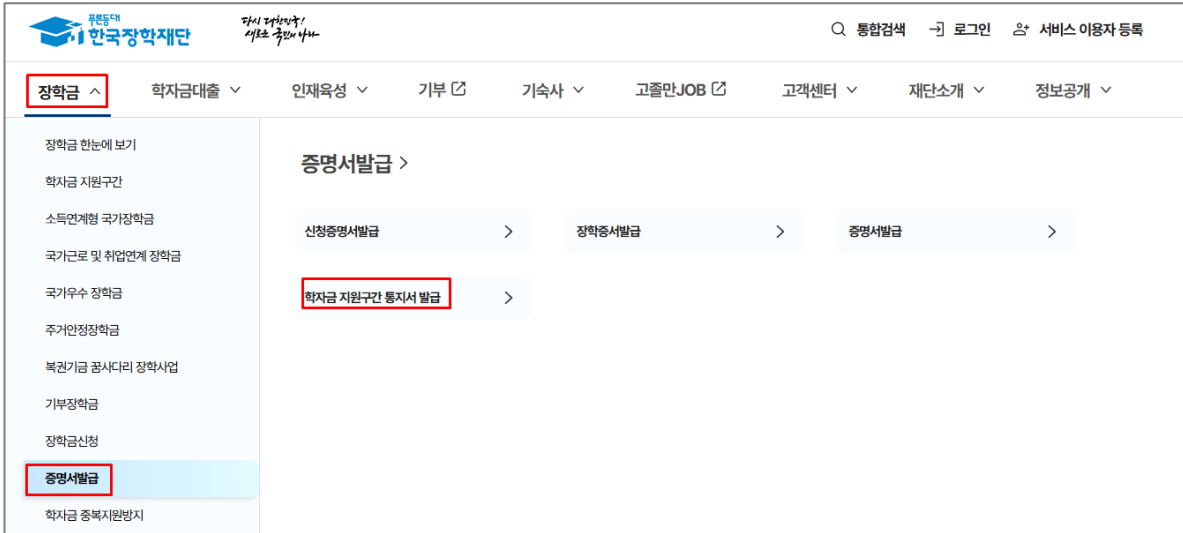 푸른등대
한국장학재단
다시 대한민국!
새로운 국민의 나라
통합검색 로그인 서비스 이용자 등록
장학금 학자금대출 인재육성 기부 기숙사 고졸만JOB 고객센터 재단소개 정보공개
장학금 한눈에 보기
학자금 지원구간
소득연계형 국가장학금
국가근로 및 취업연계 장학금
국가우수 장학금
주거안정장학금
복권기금 꿈사다리 장학사업
기부장학금
장학금신청
증명서발급
학자금 중복지원방지
증명서발급
신청증명서발급 장학증서발급 증명서발급
학자금 지원구간 통지서 발급